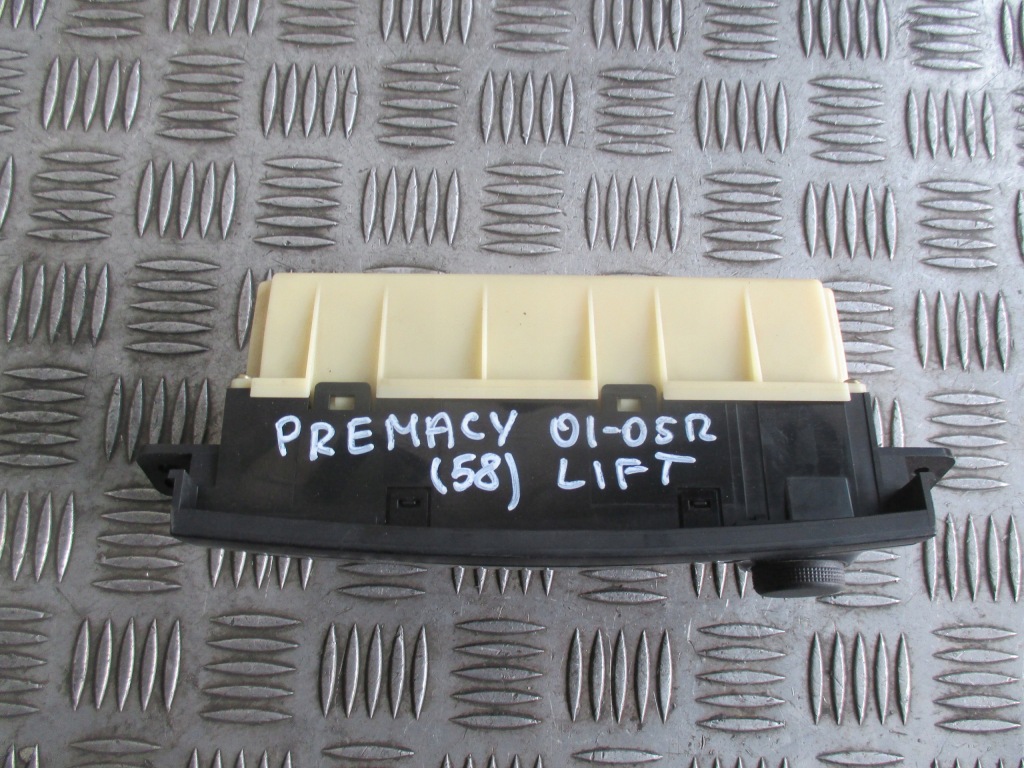 PREMACY 01-05R
(58) LIFT